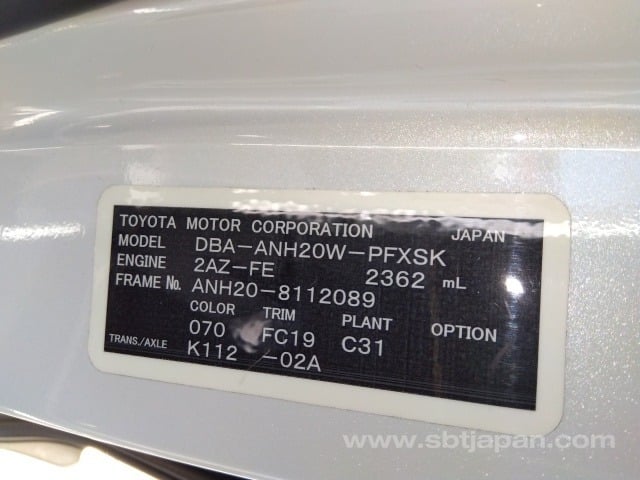 TOYOTA MOTOR CORPORATION JAPAN
MODEL DBA-ANH20W-PFXSK
ENGINE 2AZ-FE 2362 mL
FRAME No. ANH20-8112089
COLOR TRIM PLANT OPTION
070 FC19 C31
TRANS./AXLE K112 -02A
www.sbtjapan.com